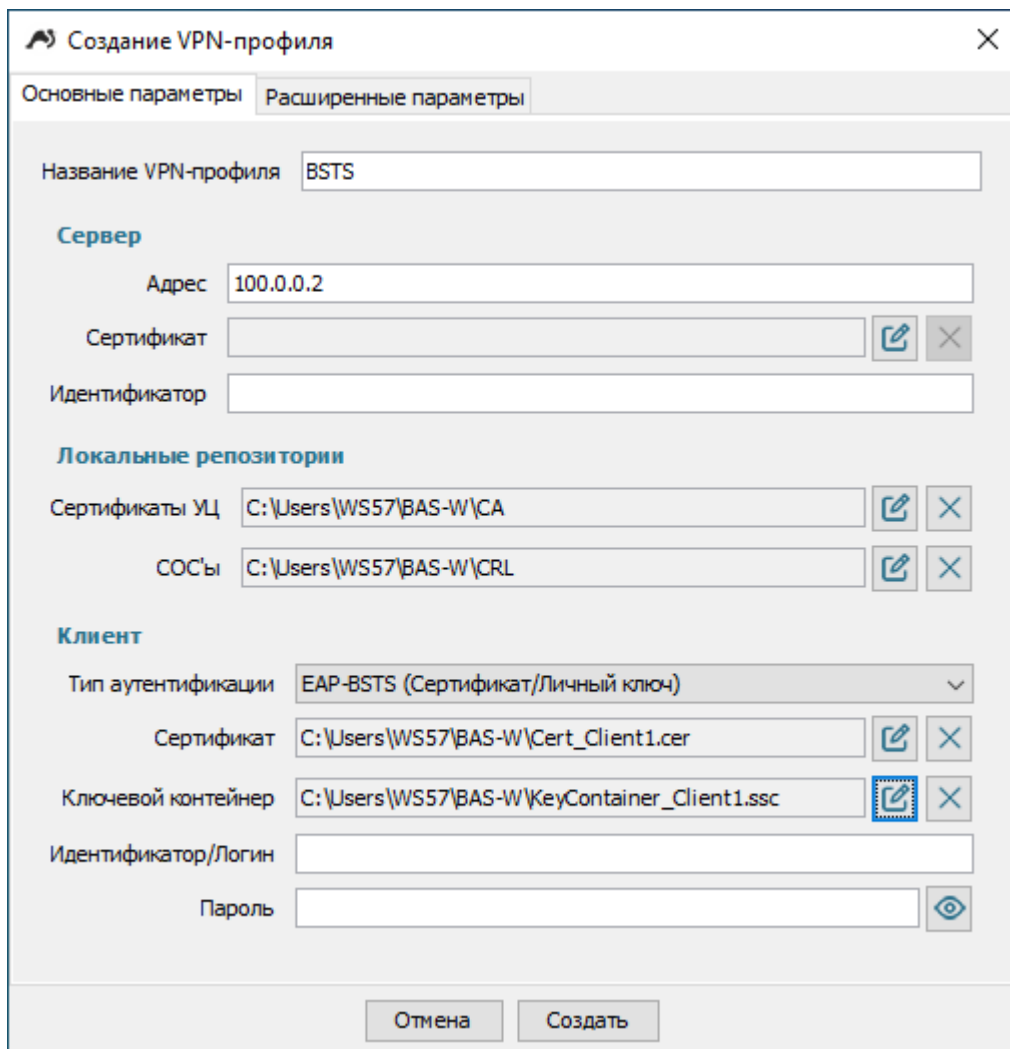 Создание VPN-профиля
Основные параметры Расширенные параметры
Название VPN-профиля BSTS
Сервер
Адрес 100.0.0.2
Сертификат
Идентификатор
Локальные репозитории
Сертификаты УЦ C:\Users\WS57\BAS-W\CA
СОС'ы C:\Users\WS57\BAS-W\CRL
Клиент
Тип аутентификации EAP-BSTS (Сертификат/Личный ключ)
Сертификат C:\Users\WS57\BAS-W\Cert_Client1.cer
Ключевой контейнер C:\Users\WS57\BAS-W\KeyContainer_Client1.ssc
Идентификатор/Логин
Пароль
Отмена Создать